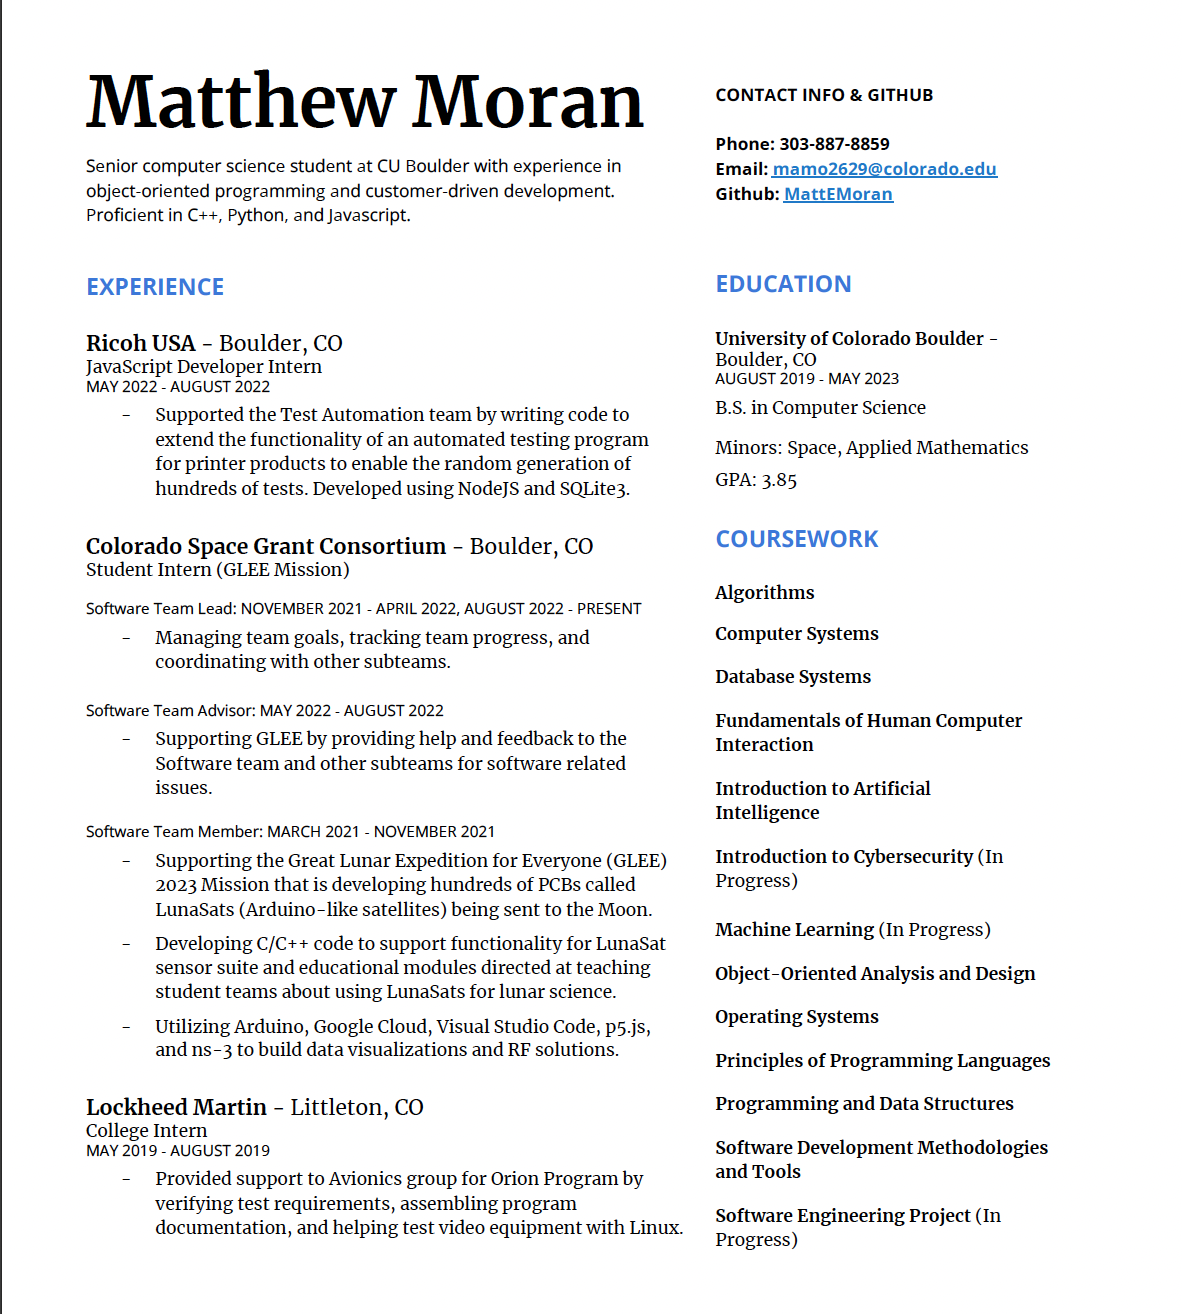 Matthew Moran
Senior computer science student at CU Boulder with experience in
object-oriented programming and customer-driven development.
Proficient in C++, Python, and Javascript.
CONTACT INFO & GITHUB
Phone: 303-887-8859
Email: mamo2629@colorado.edu
Github: MattEMoran
EXPERIENCE
Ricoh USA - Boulder, CO
JavaScript Developer Intern
MAY 2022 - AUGUST 2022
- Supported the Test Automation team by writing code to
extend the functionality of an automated testing program
for printer products to enable the random generation of
hundreds of tests. Developed using NodeJS and SQLite3.
Colorado Space Grant Consortium - Boulder, CO
Student Intern (GLEE Mission)
Software Team Lead: NOVEMBER 2021 - APRIL 2022, AUGUST 2022 - PRESENT
- Managing team goals, tracking team progress, and
coordinating with other subteams.
Software Team Advisor: MAY 2022 - AUGUST 2022
- Supporting GLEE by providing help and feedback to the
Software team and other subteams for software related
issues.
Software Team Member: MARCH 2021 - NOVEMBER 2021
- Supporting the Great Lunar Expedition for Everyone (GLEE)
2023 Mission that is developing hundreds of PCBs called
LunaSats (Arduino-like satellites) being sent to the Moon.
- Developing C/C++ code to support functionality for LunaSat
sensor suite and educational modules directed at teaching
student teams about using LunaSats for lunar science.
- Utilizing Arduino, Google Cloud, Visual Studio Code, p5.js,
and ns-3 to build data visualizations and RF solutions.
Lockheed Martin - Littleton, CO
College Intern
MAY 2019 - AUGUST 2019
- Provided support to Avionics group for Orion Program by
verifying test requirements, assembling program
documentation, and helping test video equipment with Linux.
EDUCATION
University of Colorado Boulder -
Boulder, CO
AUGUST 2019 - MAY 2023
B.S. in Computer Science
Minors: Space, Applied Mathematics
GPA: 3.85
COURSEWORK
Algorithms
Computer Systems
Database Systems
Fundamentals of Human Computer
Interaction
Introduction to Artificial
Intelligence
Introduction to Cybersecurity (In
Progress)
Machine Learning (In Progress)
Object-Oriented Analysis and Design
Operating Systems
Principles of Programming Languages
Programming and Data Structures
Software Development Methodologies
and Tools
Software Engineering Project (In
Progress)